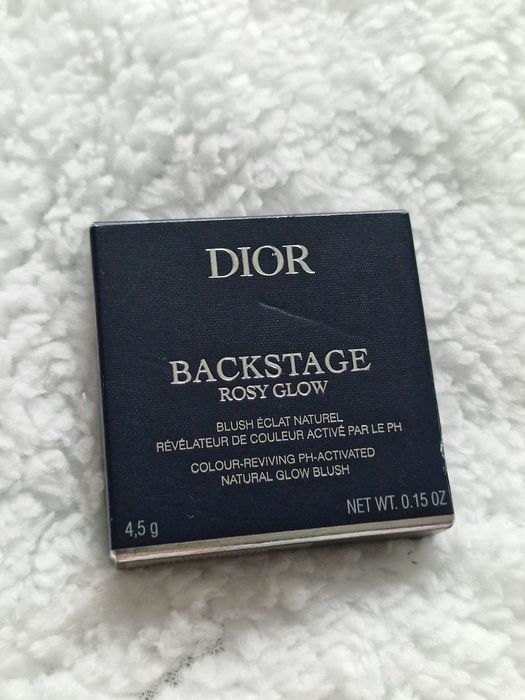 DIOR
BACKSTAGE
ROSY GLOW
BLUSH ÉCLAT NATUREL
RÉVÉLATEUR DE COULEUR ACTIVÉ PAR LE PH
COLOUR-REVIVING PH-ACTIVATED
NATURAL GLOW BLUSH
4,5 g
NET WT. 0.15 OZ